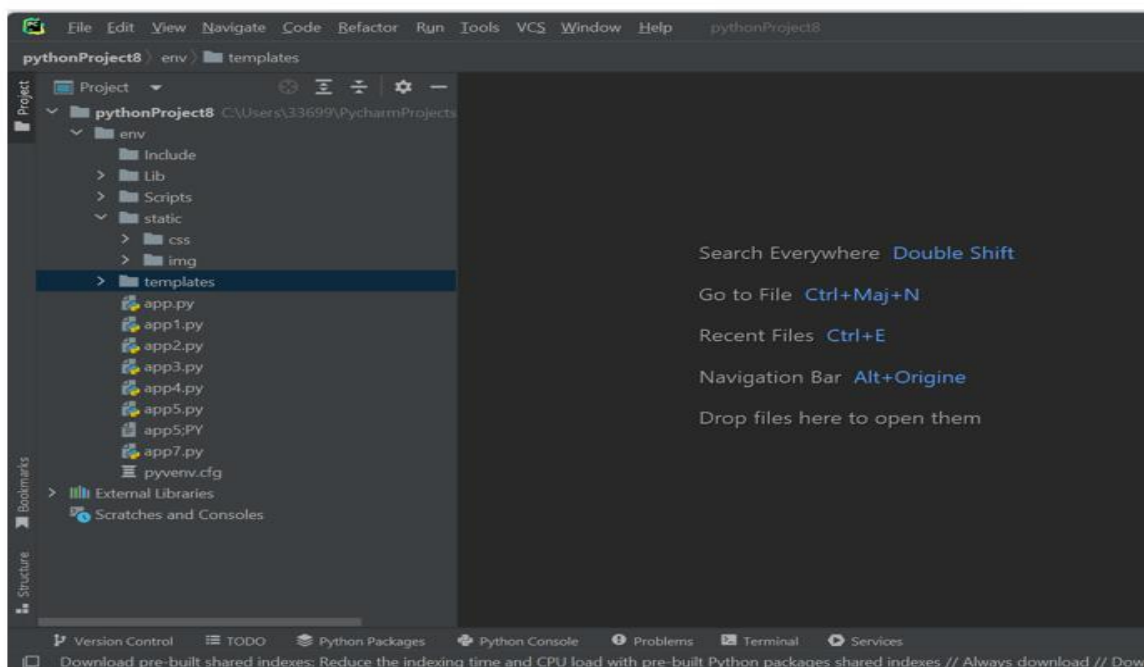 File Edit View Navigate Code Refactor Run Tools VCS Window Help pythonProject8
pythonProject8 env templates
Project
Project
pythonProject8 C:\Users\33699\PycharmProjects
env
Include
Lib
Scripts
static
css
img
templates
app.py
app1.py
app2.py
app3.py
app4.py
app5.py
app5;PY
app7.py
pyvenv.cfg
External Libraries
Scratches and Consoles
Bookmarks
Structure
Search Everywhere Double Shift
Go to File Ctrl+Maj+N
Recent Files Ctrl+E
Navigation Bar Alt+Origine
Drop files here to open them
Version Control TODO Python Packages Python Console Problems Terminal Services
Download pre-built shared indexes: Reduce the indexing time and CPU load with pre-built Python packages shared indexes // Always download // Dow